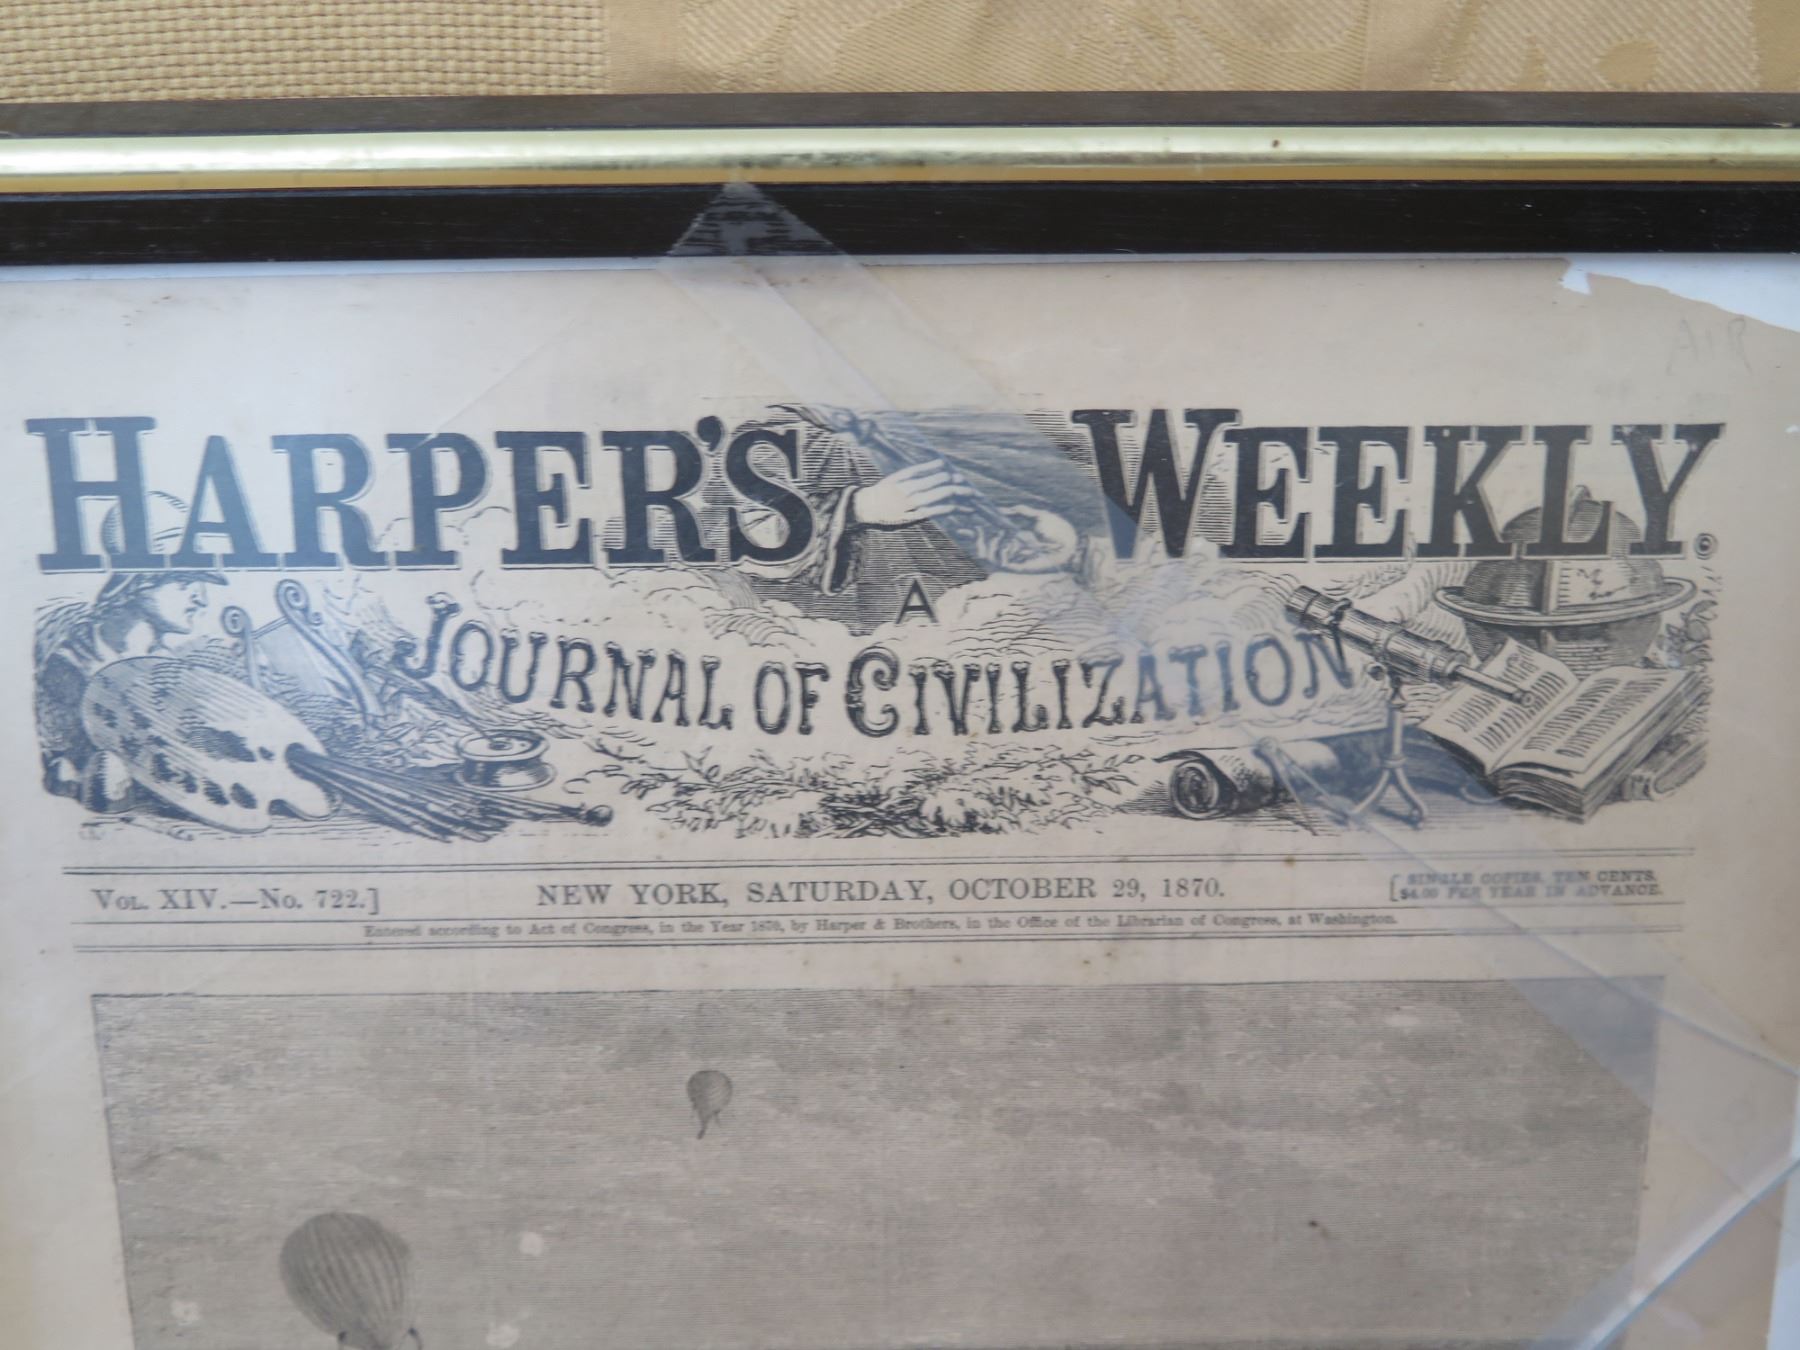 AIR
HARPER'S WEEKLY.
A
JOURNAL OF CIVILIZATION
VOL. XIV.—NO. 722.] NEW YORK, SATURDAY, OCTOBER 29, 1870. [SINGLE COPIES, TEN CENTS.
$4.00 PER YEAR IN ADVANCE.
Entered according to Act of Congress, in the Year 1870, by Harper & Brothers, in the Office of the Librarian of Congress, at Washington.